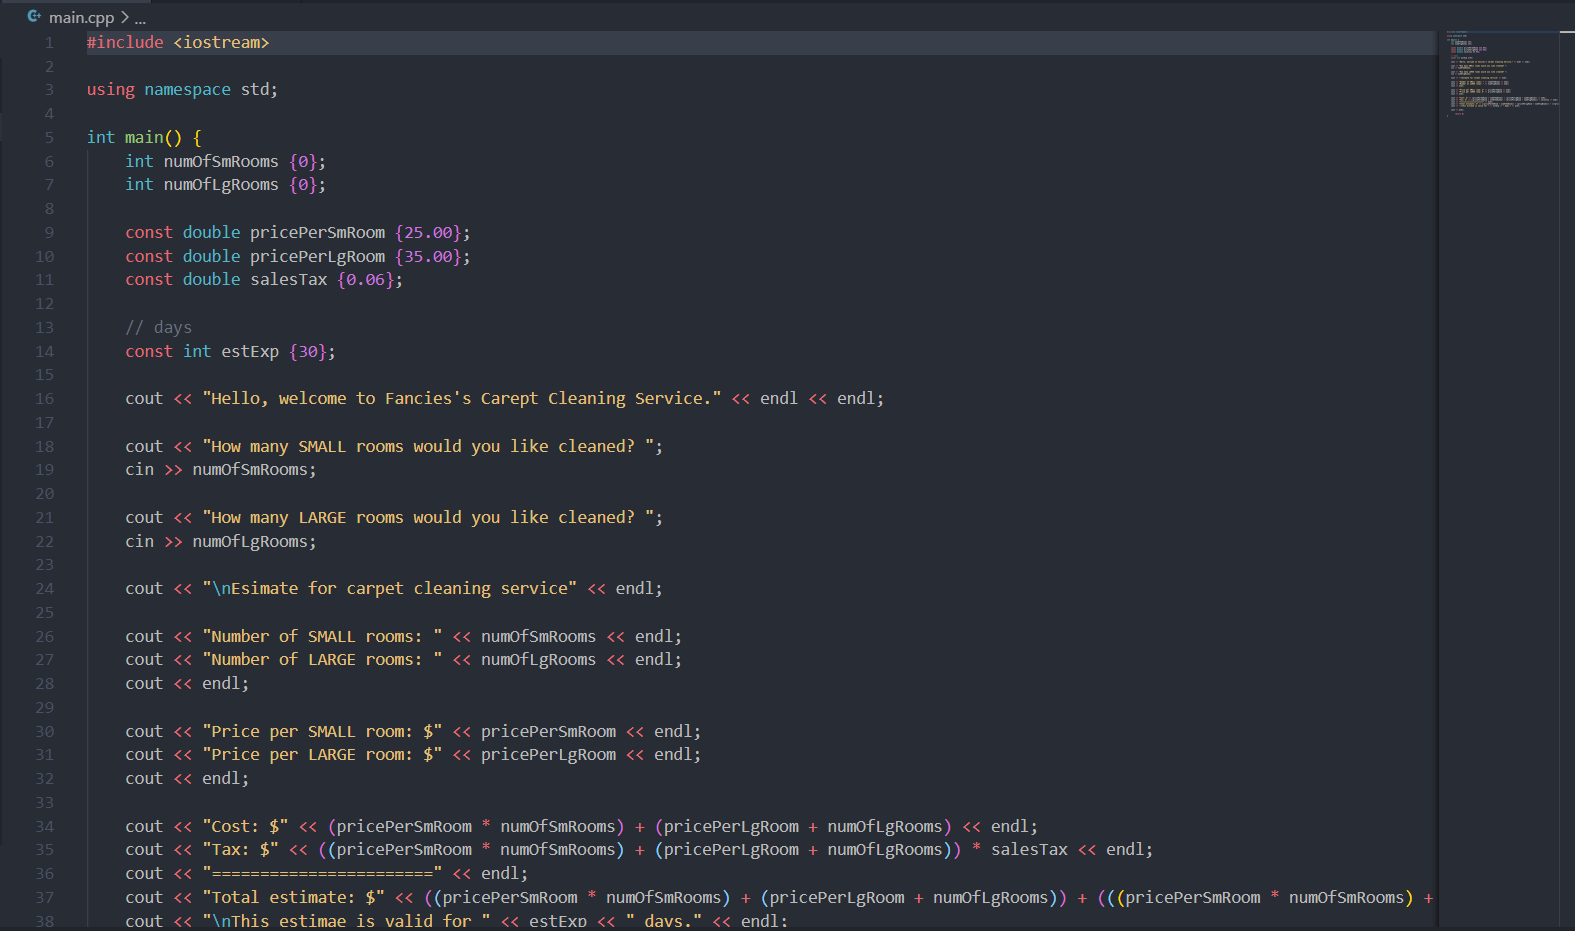 main.cpp > ...
1 #include <iostream>
2
3 using namespace std;
4
5 int main() {
6 int numOfSmRooms {0};
7 int numOfLgRooms {0};
8
9 const double pricePerSmRoom {25.00};
10 const double pricePerLgRoom {35.00};
11 const double salesTax {0.06};
12
13 // days
14 const int estExp {30};
15
16 cout << "Hello, welcome to Fancies's Carept Cleaning Service." << endl << endl;
17
18 cout << "How many SMALL rooms would you like cleaned? ";
19 cin >> numOfSmRooms;
20
21 cout << "How many LARGE rooms would you like cleaned? ";
22 cin >> numOfLgRooms;
23
24 cout << "\nEsimate for carpet cleaning service" << endl;
25
26 cout << "Number of SMALL rooms: " << numOfSmRooms << endl;
27 cout << "Number of LARGE rooms: " << numOfLgRooms << endl;
28 cout << endl;
29
30 cout << "Price per SMALL room: $" << pricePerSmRoom << endl;
31 cout << "Price per LARGE room: $" << pricePerLgRoom << endl;
32 cout << endl;
33
34 cout << "Cost: $" << (pricePerSmRoom * numOfSmRooms) + (pricePerLgRoom + numOfLgRooms) << endl;
35 cout << "Tax: $" << ((pricePerSmRoom * numOfSmRooms) + (pricePerLgRoom + numOfLgRooms)) * salesTax << endl;
36 cout << "=======================" << endl;
37 cout << "Total estimate: $" << ((pricePerSmRoom * numOfSmRooms) + (pricePerLgRoom + numOfLgRooms)) + (((pricePerSmRoom * numOfSmRooms) +
38 cout << "\nThis estimae is valid for " << estExp << " days." << endl;